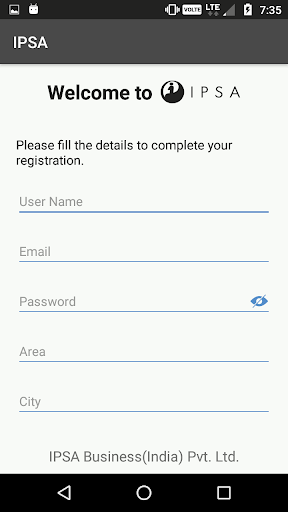 VOLTE LTE 7:35
IPSA
Welcome to IPSA
Please fill the details to complete your
registration.
User Name
Email
Password
Area
City
IPSA Business(India) Pvt. Ltd.